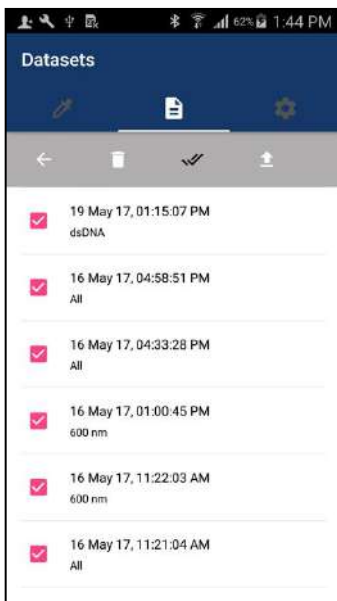 62% 1:44 PM
Datasets
19 May 17, 01:15:07 PM
dsDNA
16 May 17, 04:58:51 PM
All
16 May 17, 04:33:28 PM
All
16 May 17, 01:00:45 PM
600 nm
16 May 17, 11:22:03 AM
600 nm
16 May 17, 11:21:04 AM
All